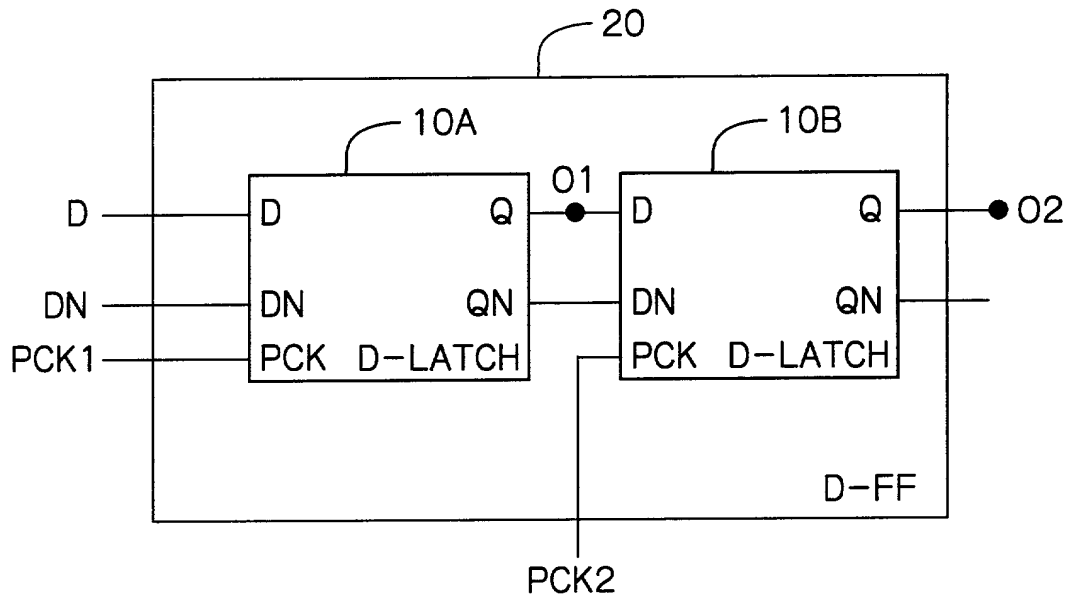 20
10A
10B
O1
D
D
Q
D
Q
O2
DN
DN
QN
DN
QN
PCK1
PCK
D-LATCH
PCK
D-LATCH
D-FF
PCK2